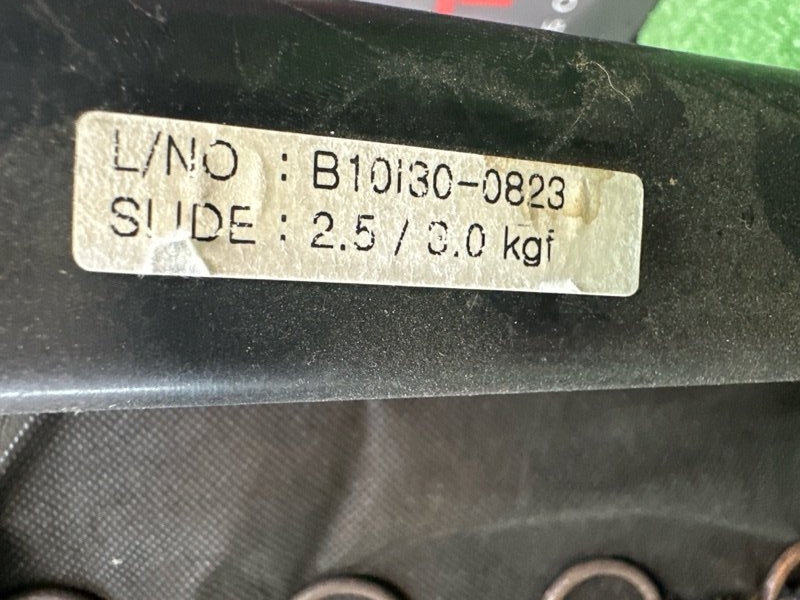 L/NO : B10I30-0823
SLIDE : 2.5 / 3.0 kgf